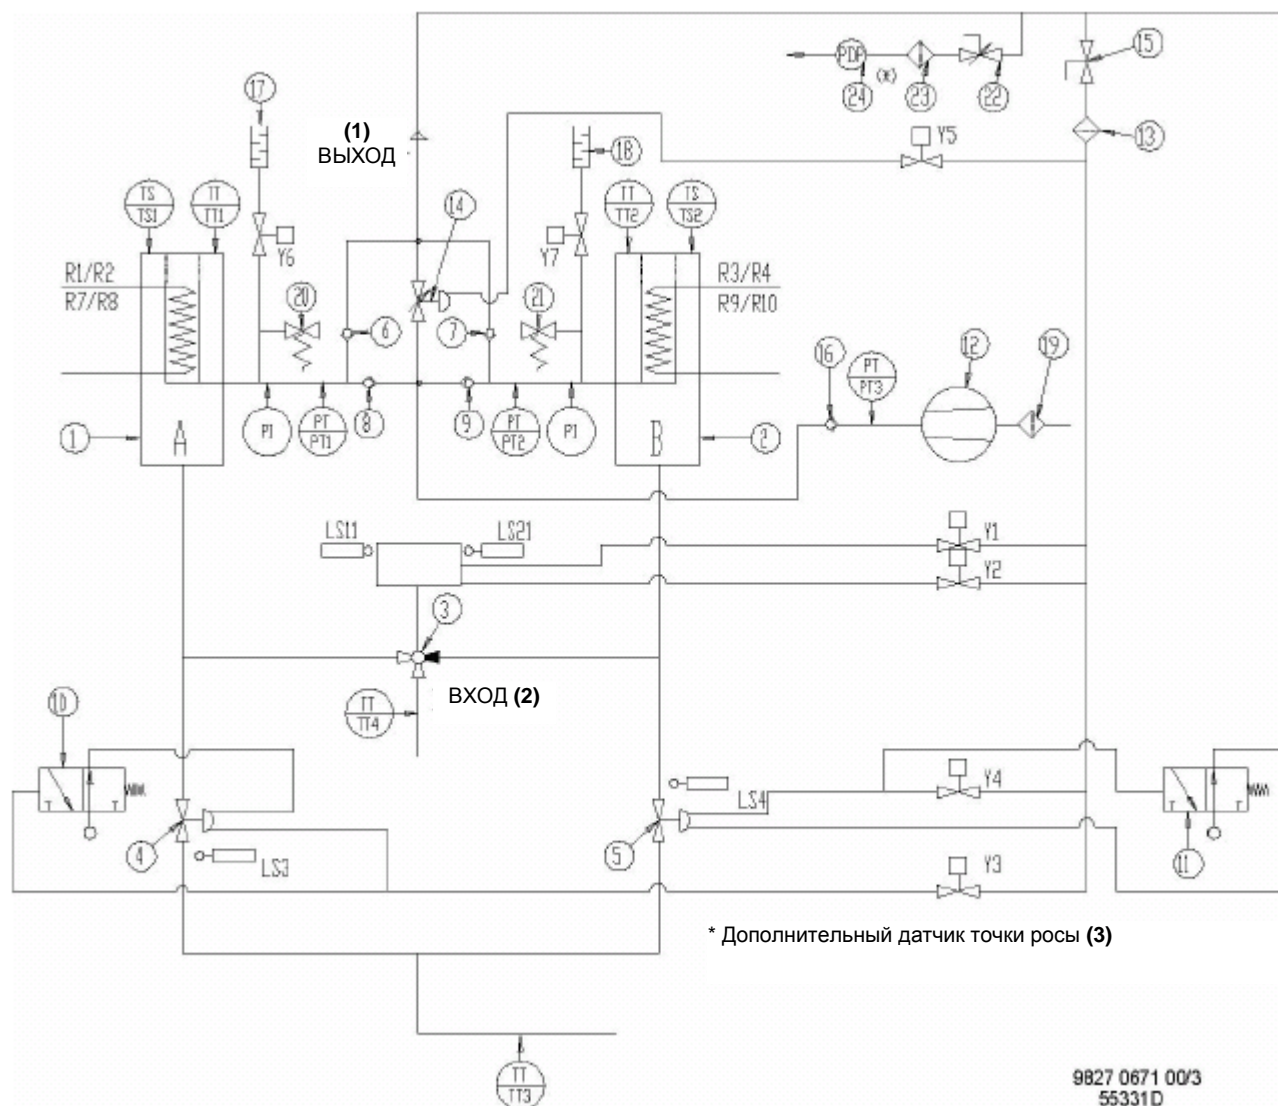 15
PDP
(*)
24
23
22
17
(1)
ВЫХОД
18
Y5
13
TS
TS1
TT
TT1
TT
TT2
TS
TS2
14
Y6
Y7
R1/R2
R7/R8
R3/R4
R9/R10
20
21
6
7
16
PT
PT3
12
19
1
A
PI
PT
PT1
8
9
PT
PT2
PI
B
2
LS11
LS21
Y1
Y2
3
ВХОД (2)
TT
TT4
10
T
T
LS4
Y4
T
T
4
5
LS3
11
Y3
* Дополнительный датчик точки росы (3)
TT
TT3
9827 0671 00/3
55331D